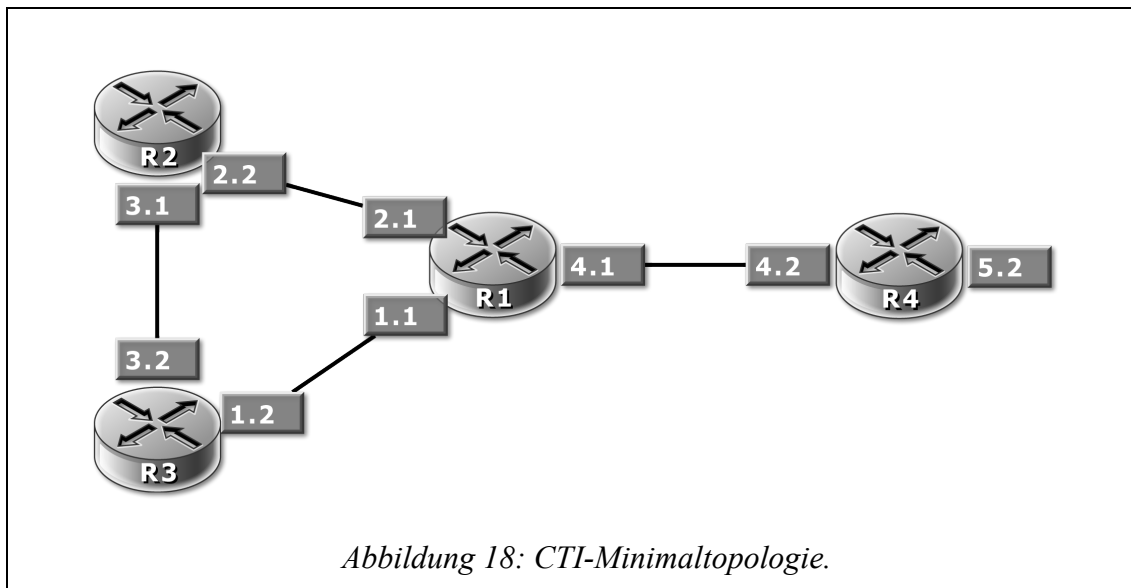 R2
2.2
3.1
2.1
R1
4.1
4.2
R4
5.2
1.1
3.2
1.2
R3
Abbildung 18: CTI-Minimaltopologie.